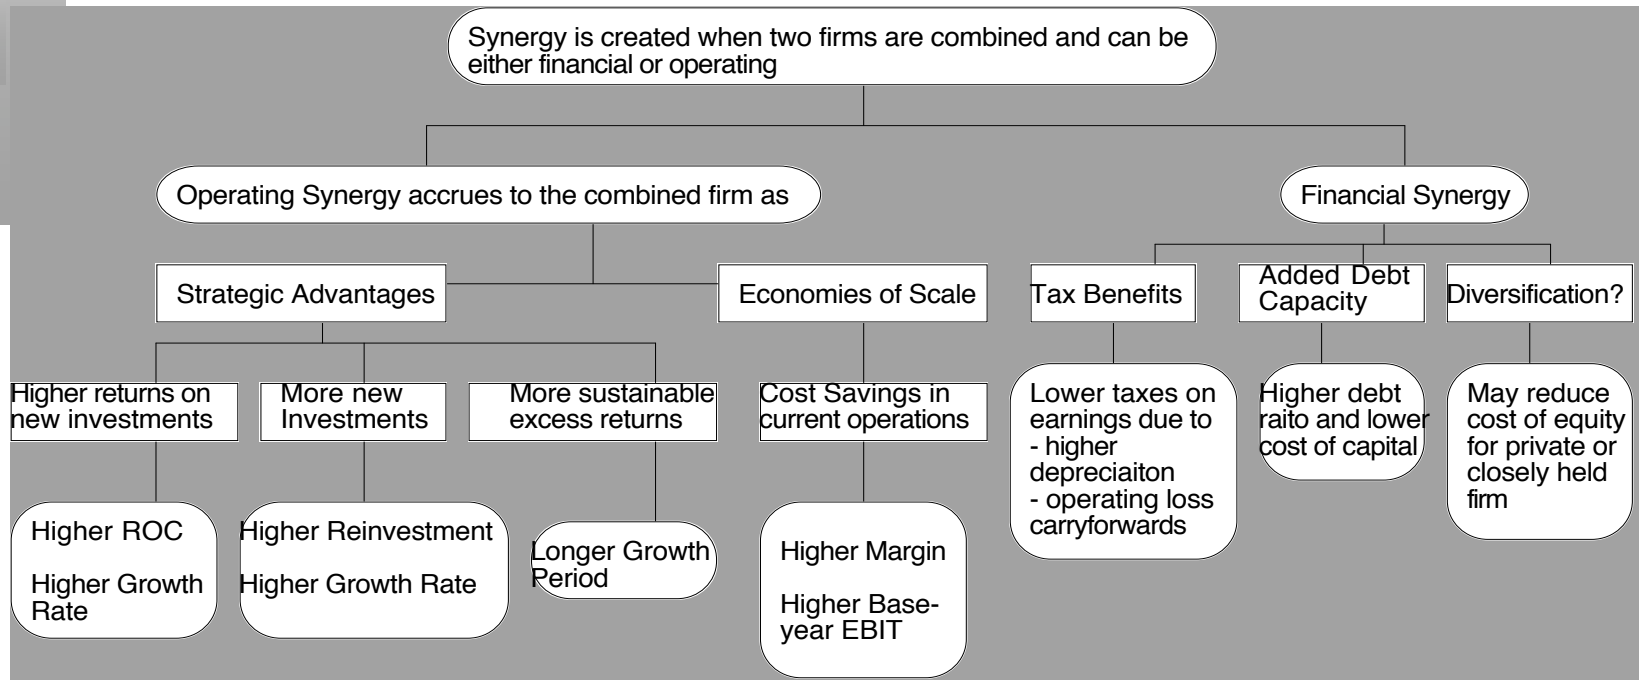 Synergy is created when two firms are combined and can be
either financial or operating
Operating Synergy accrues to the combined firm as
Financial Synergy
Strategic Advantages
Economies of Scale
Tax Benefits
Added Debt
Capacity
Diversification?
Higher returns on
new investments
More new
Investments
More sustainable
excess returns
Cost Savings in
current operations
Lower taxes on
earnings due to
- higher
depreciaiton
- operating loss
carryforwards
Higher debt
raito and lower
cost of capital
May reduce
cost of equity
for private or
closely held
firm
Higher ROC
Higher Growth
Rate
Higher Reinvestment
Higher Growth Rate
Longer Growth
Period
Higher Margin
Higher Base-
year EBIT